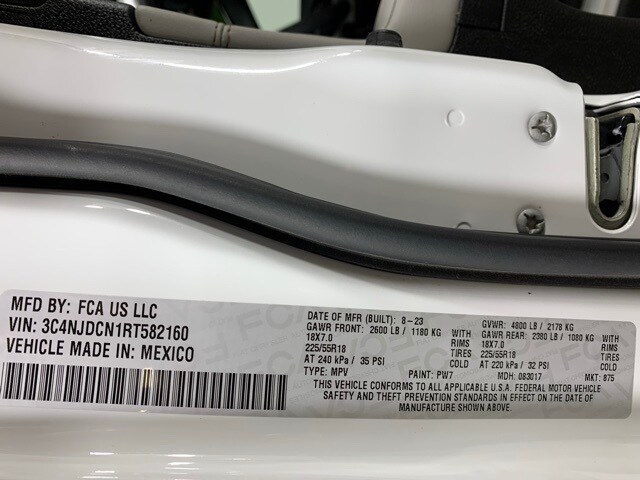 MFD BY: FCA US LLC
VIN: 3C4NJDCN1RT582160
VEHICLE MADE IN: MEXICO
DATE OF MFR (BUILT): 8-23 GVWR: 4800 LB / 2178 KG
GAWR FRONT: 2600 LB / 1180 KG GAWR REAR: 2380 LB / 1080 KG
18X7.0 RIMS 18X7.0 RIMS
225/55R18 TIRES 225/55R18 TIRES
AT 240 kPa / 35 PSI COLD AT 220 kPa / 32 PSI COLD
TYPE: MPV PAINT: PW7 MDH: 083017 MKT: 875
THIS VEHICLE CONFORMS TO ALL APPLICABLE U.S.A. FEDERAL MOTOR VEHICLE
SAFETY AND THEFT PREVENTION STANDARDS IN EFFECT ON THE DATE OF
MANUFACTURE SHOWN ABOVE.